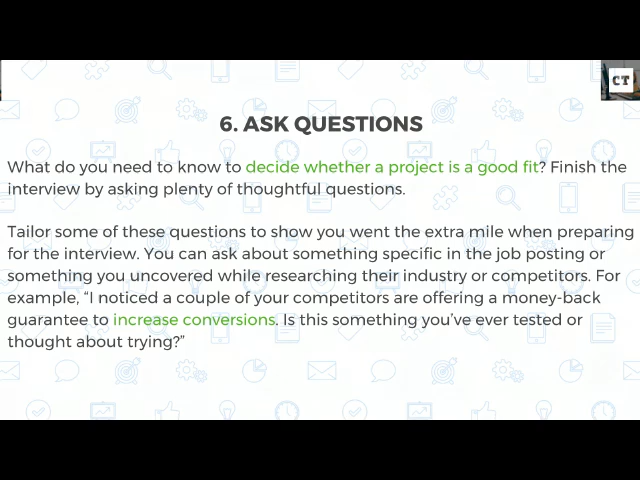 CT
6. ASK QUESTIONS
What do you need to know to decide whether a project is a good fit? Finish the
interview by asking plenty of thoughtful questions.
Tailor some of these questions to show you went the extra mile when preparing
for the interview. You can ask about something specific in the job posting or
something you uncovered while researching their industry or competitors. For
example, “I noticed a couple of your competitors are offering a money-back
guarantee to increase conversions. Is this something you’ve ever tested or
thought about trying?”